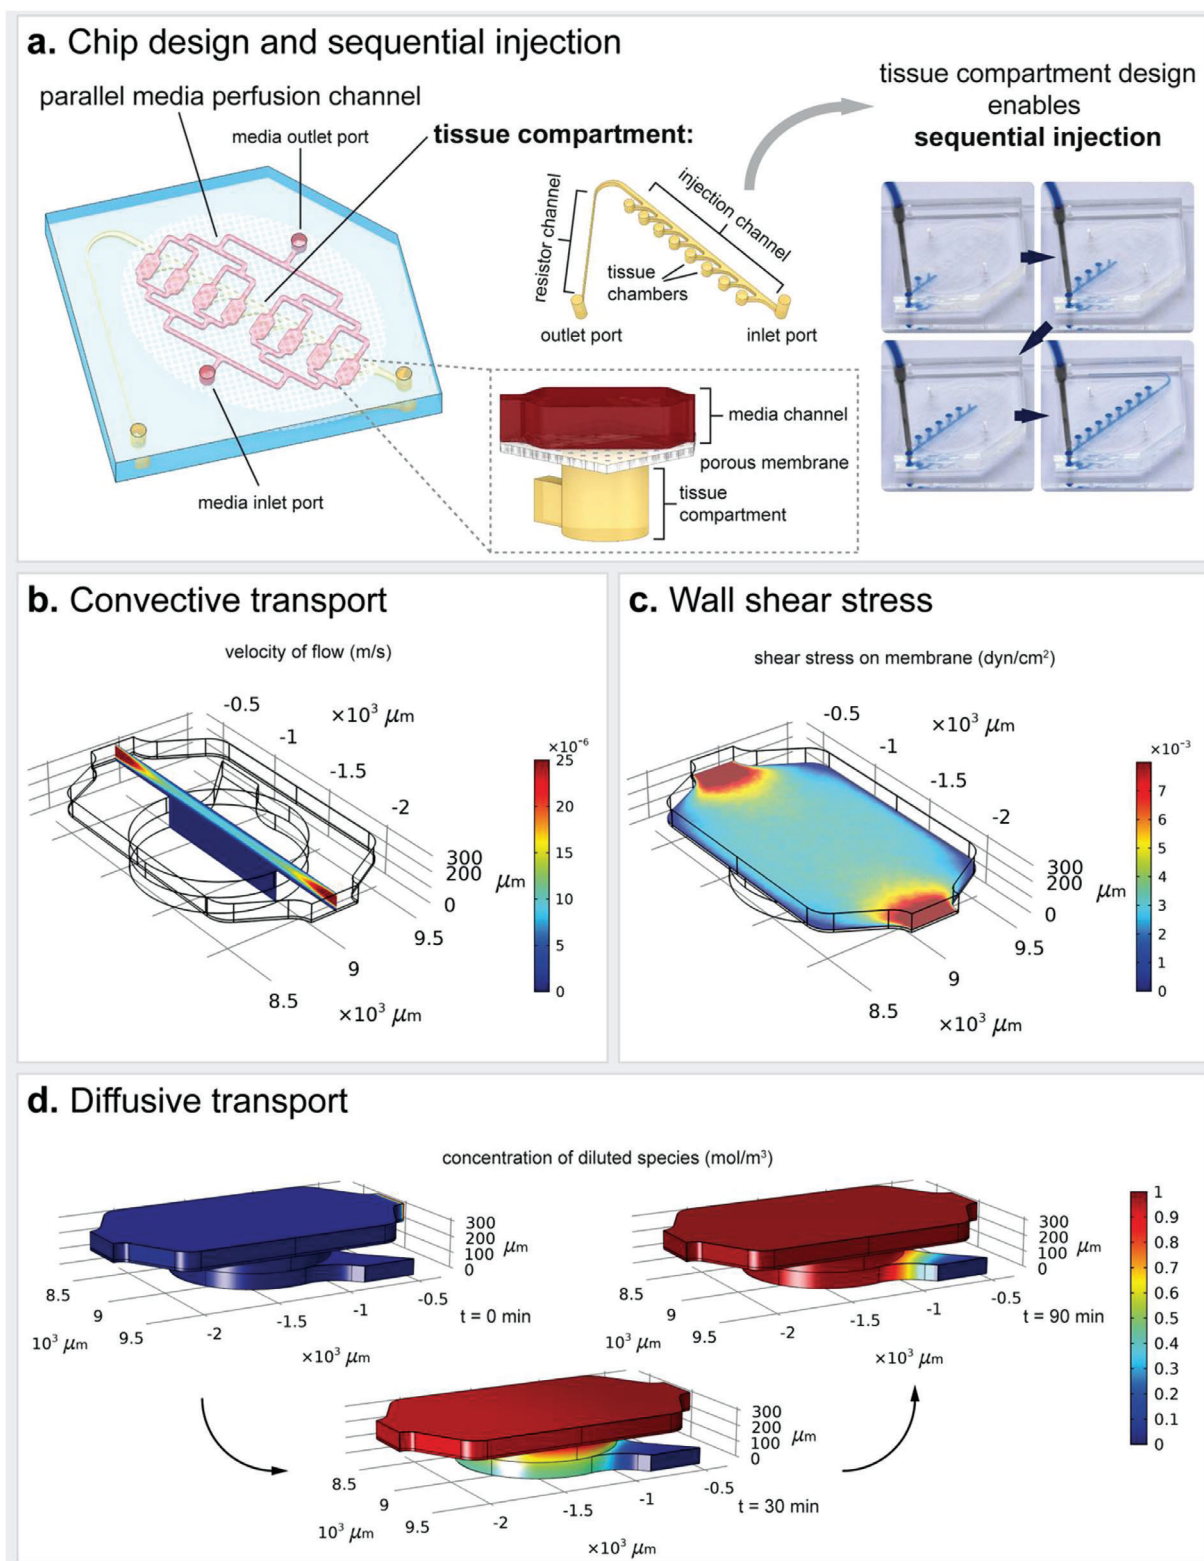 a. Chip design and sequential injection
parallel media perfusion channel
media outlet port
tissue compartment:
resistor channel
injection channel
tissue
chambers
outlet port
inlet port
media inlet port
media channel
porous membrane
tissue
compartment
tissue compartment design
enables
sequential injection
b. Convective transport
velocity of flow (m/s)
-0.5
×10³ µm
-1
-1.5
-2
300
200
0
µm
9.5
9
8.5
×10³ µm
×10⁻⁶
25
20
15
10
5
0
c. Wall shear stress
shear stress on membrane (dyn/cm²)
-0.5
×10³ µm
-1
-1.5
-2
300
200
0
µm
9.5
9
8.5
×10³ µm
×10⁻³
7
6
5
4
3
2
1
0
d. Diffusive transport
concentration of diluted species (mol/m³)
300
200
100
0
µm
8.5
9
9.5
10³ µm
-2
-1.5
-1
-0.5
×10³ µm
t = 0 min
300
200
100
0
µm
8.5
9
9.5
10³ µm
-2
-1.5
-1
-0.5
×10³ µm
t = 30 min
300
200
100
0
µm
8.5
9
9.5
10³ µm
-2
-1.5
-1
-0.5
×10³ µm
t = 90 min
1
0.9
0.8
0.7
0.6
0.5
0.4
0.3
0.2
0.1
0